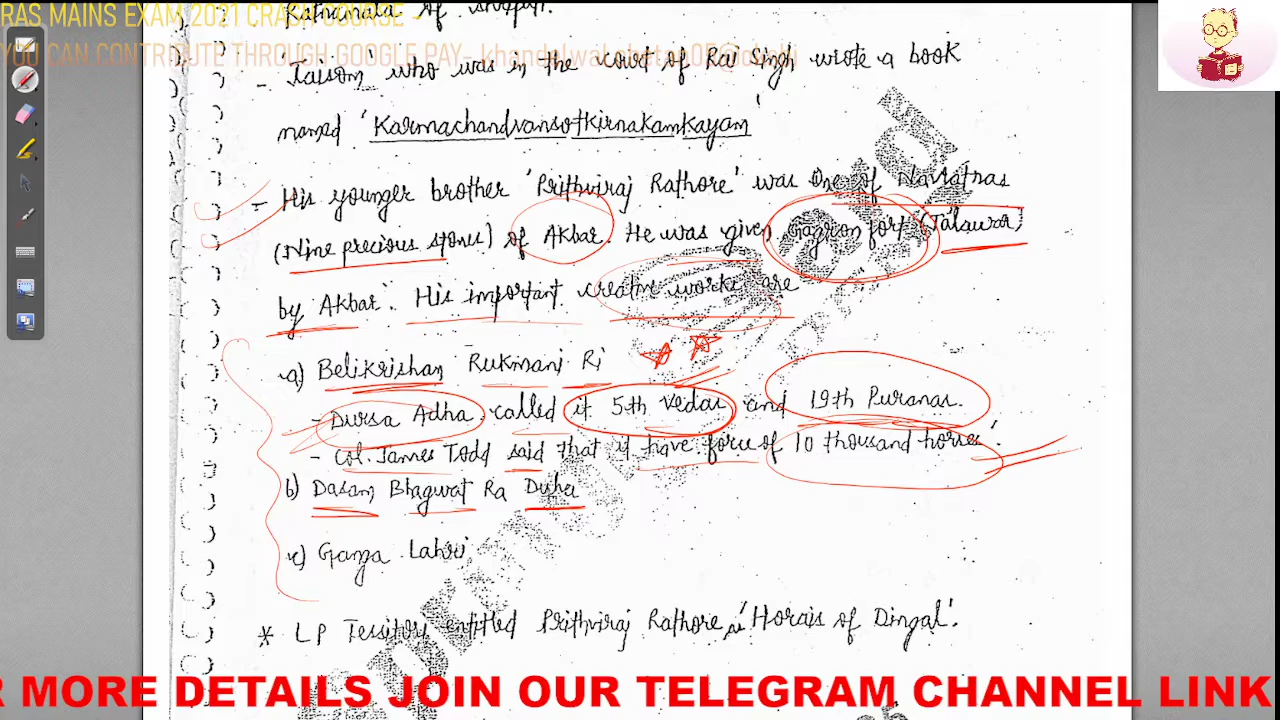 RAS MAINS EXAM 2021 CRASH COURSE -
YOU CAN CONTRIBUTE THROUGH GOOGLE PAY-
Ratnamala of
- Jaisom who was in the court of Rai Singh wrote a book
named 'Karmachandvansotkirnakamkayam'
- His younger brother 'Prithviraj Rathore' was One of Navratnas
(Nine precious stones) of Akbar. He was given Gagron fort (Jalawar)
by Akbar. His important creative works are
a) Belikrishan Rukmani Ri
- Dursa Adha called it 5th Vedas and 19th Puranas.
- Col. James Todd said that it have force of 10 thousand horses'.
b) Dasam Bhagwat Ra Duha
c) Ganga Lahri
* LP Tessitory entitled Prithviraj Rathore as 'Horais of Dingal'.
R MORE DETAILS JOIN OUR TELEGRAM CHANNEL LINK